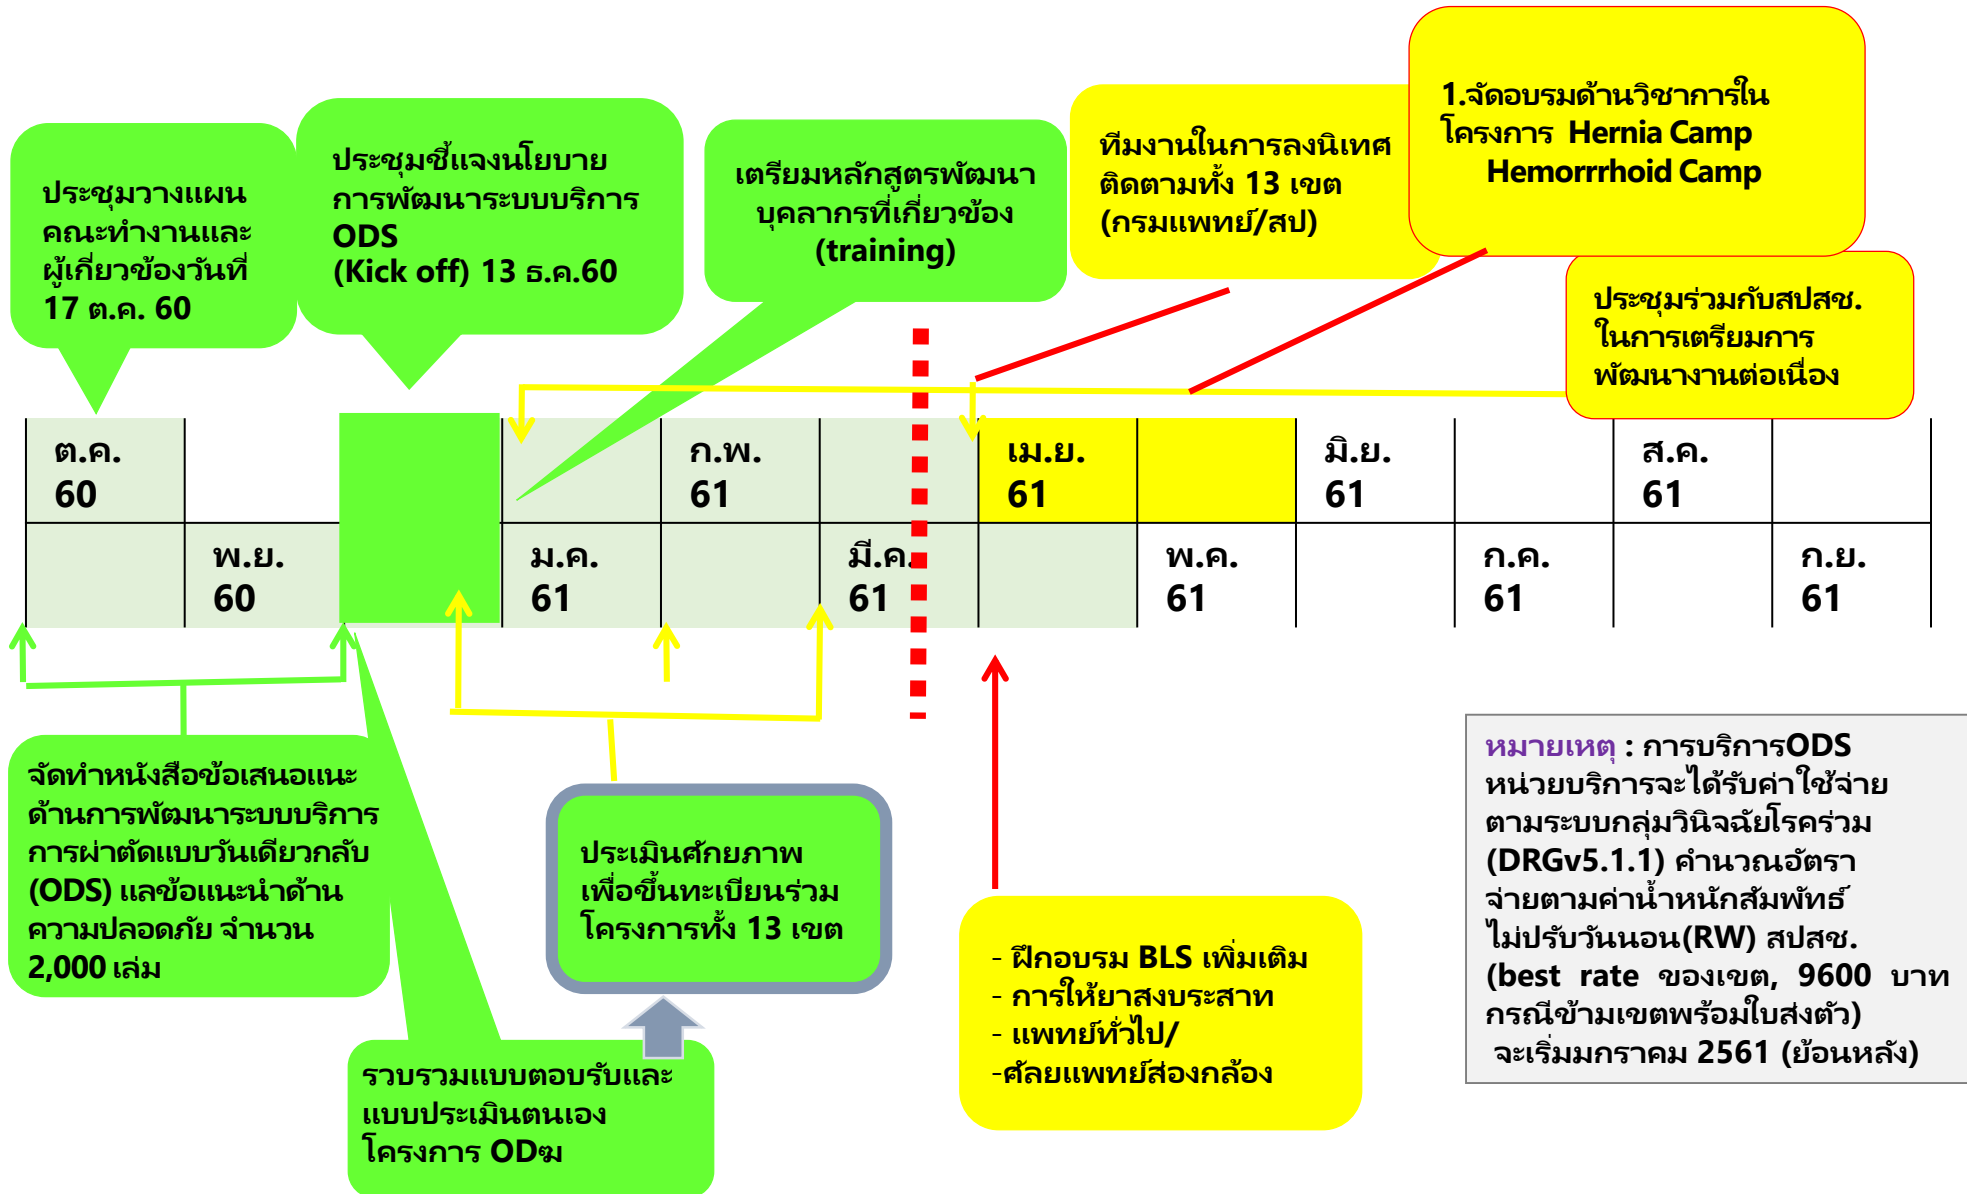 ประชุมวางแผน
คณะทำงานและ
ผู้เกี่ยวข้องวันที่
17 ต.ค. 60
ประชุมชี้แจงนโยบาย
การพัฒนาระบบบริการ
ODS
(Kick off) 13 ธ.ค.60
เตรียมหลักสูตรพัฒนา
บุคลากรที่เกี่ยวข้อง
(training)
ทีมงานในการลงนิเทศ
ติดตามทั้ง 13 เขต
(กรมแพทย์/สป)
1.จัดอบรมด้านวิชาการใน
โครงการ Hernia Camp
Hemorrrhoid Camp
ประชุมร่วมกับสปสช.
ในการเตรียมการ
พัฒนางานต่อเนื่อง
ต.ค.
60
ก.พ.
61
เม.ย.
61
มิ.ย.
61
ส.ค.
61
พ.ย.
60
ม.ค.
61
มี.ค.
61
พ.ค.
61
ก.ค.
61
ก.ย.
61
จัดทำหนังสือข้อเสนอแนะ
ด้านการพัฒนาระบบบริการ
การผ่าตัดแบบวันเดียวกลับ
(ODS) แลข้อแนะนำด้าน
ความปลอดภัย จำนวน
2,000 เล่ม
ประเมินศักยภาพ
เพื่อขึ้นทะเบียนร่วม
โครงการทั้ง 13 เขต
รวบรวมแบบตอบรับและ
แบบประเมินตนเอง
โครงการ ODฆ
- ฝึกอบรม BLS เพิ่มเติม
- การให้ยาสงบประสาท
- แพทย์ทั่วไป/
-ศัลยแพทย์ส่องกล้อง
หมายเหตุ : การบริการODS
หน่วยบริการจะได้รับค่าใช้จ่าย
ตามระบบกลุ่มวินิจฉัยโรคร่วม
(DRGv5.1.1) คำนวณอัตรา
จ่ายตามค่าน้ำหนักสัมพัทธ์
ไม่ปรับวันนอน(RW) สปสช.
(best rate ของเขต, 9600 บาท
กรณีข้ามเขตพร้อมใบส่งตัว)
จะเริ่มมกราคม 2561 (ย้อนหลัง)